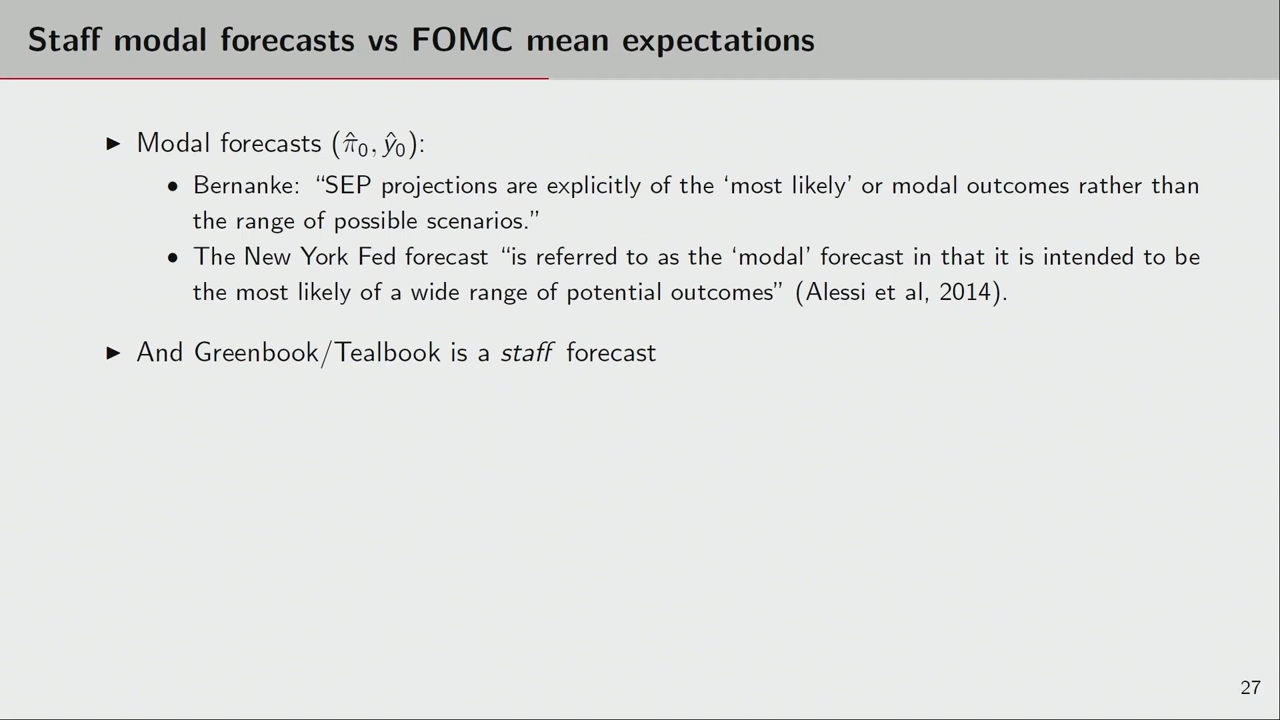 Staff modal forecasts vs FOMC mean expectations
▶ Modal forecasts (π̂₀, ŷ₀):
• Bernanke: “SEP projections are explicitly of the ‘most likely’ or modal outcomes rather than
the range of possible scenarios.”
• The New York Fed forecast “is referred to as the ‘modal’ forecast in that it is intended to be
the most likely of a wide range of potential outcomes” (Alessi et al, 2014).
▶ And Greenbook/Tealbook is a staff forecast
27